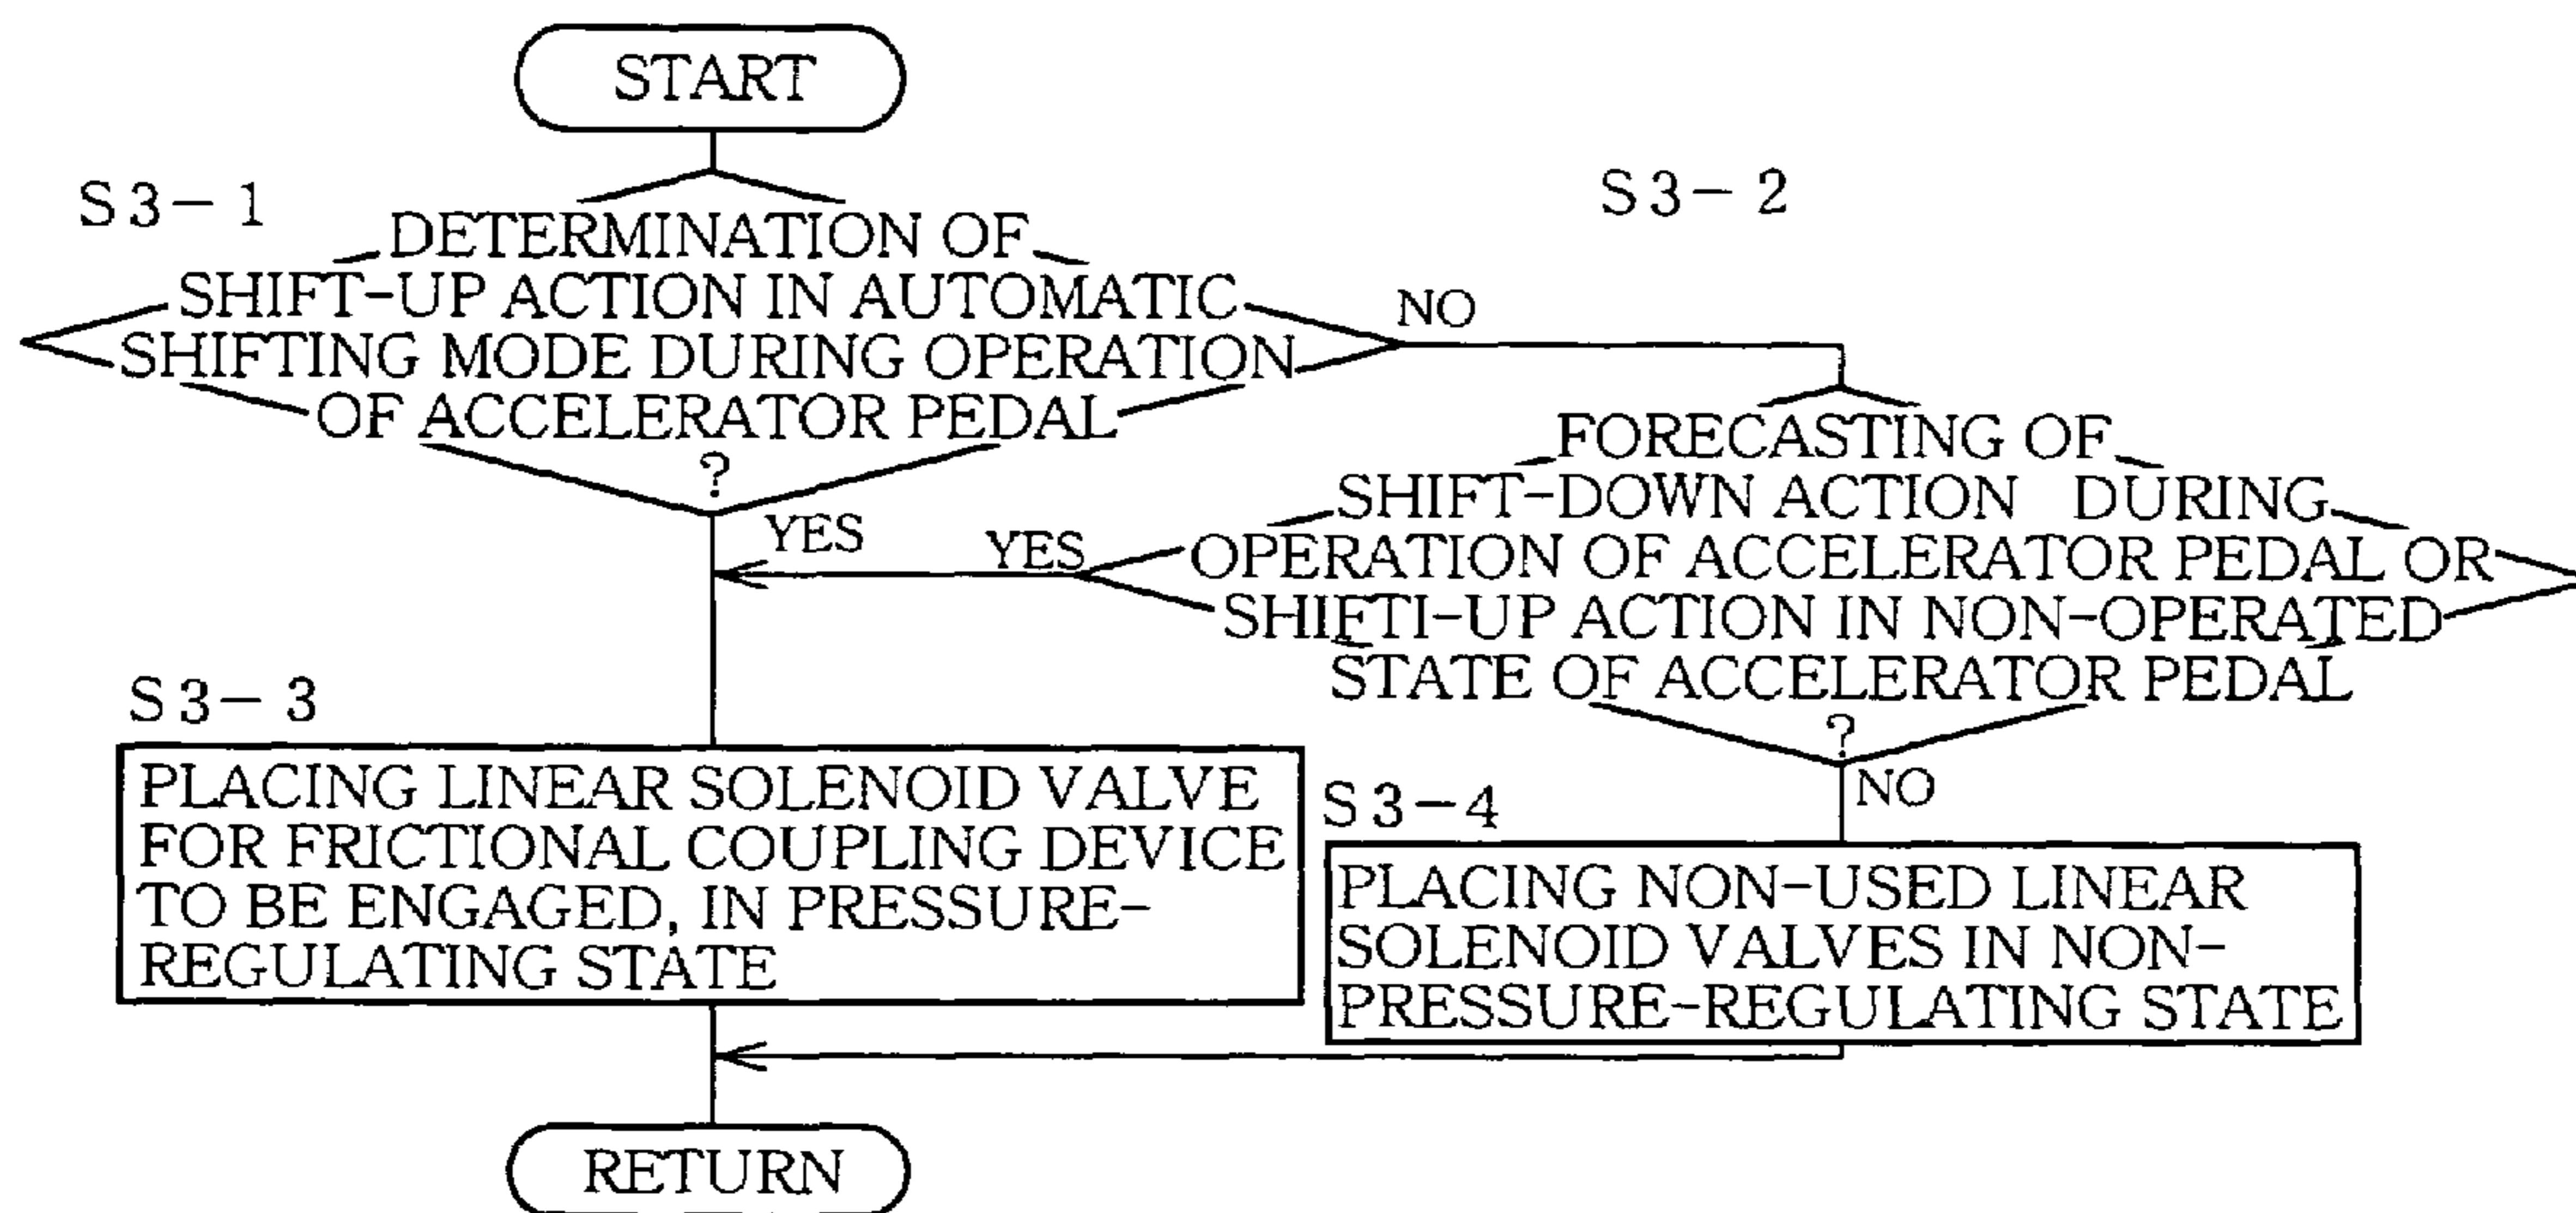 START
S3-1
DETERMINATION OF
SHIFT-UP ACTION IN AUTOMATIC
SHIFTING MODE DURING OPERATION
OF ACCELERATOR PEDAL
?
NO
YES
S3-2
FORECASTING OF
SHIFT-DOWN ACTION DURING
OPERATION OF ACCELERATOR PEDAL OR
SHIFTI-UP ACTION IN NON-OPERATED
STATE OF ACCELERATOR PEDAL
?
YES
NO
S3-3
PLACING LINEAR SOLENOID VALVE
FOR FRICTIONAL COUPLING DEVICE
TO BE ENGAGED, IN PRESSURE-
REGULATING STATE
S3-4
PLACING NON-USED LINEAR
SOLENOID VALVES IN NON-
PRESSURE-REGULATING STATE
RETURN